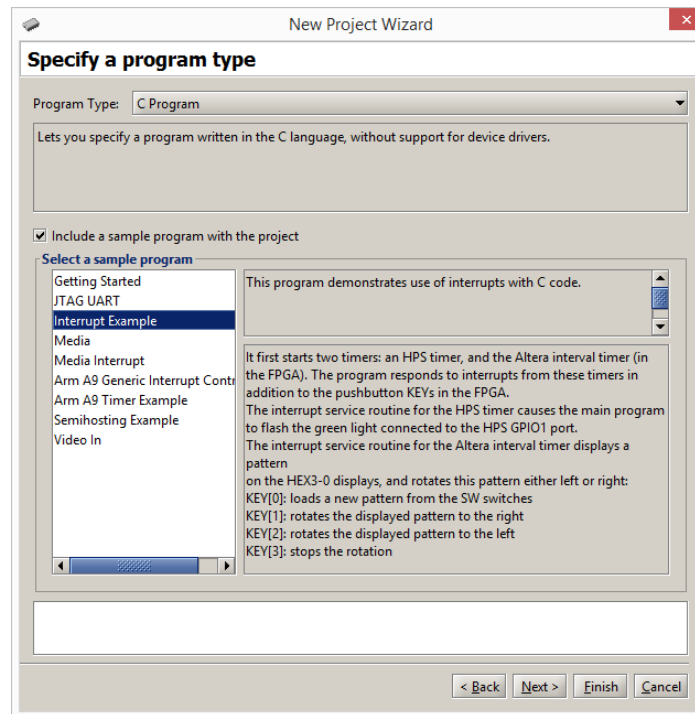 New Project Wizard
Specify a program type
Program Type: C Program
Lets you specify a program written in the C language, without support for device drivers.
Include a sample program with the project
Select a sample program
Getting Started
JTAG UART
Interrupt Example
Media
Media Interrupt
Arm A9 Generic Interrupt Contr
Arm A9 Timer Example
Semihosting Example
Video In
This program demonstrates use of interrupts with C code.
It first starts two timers: an HPS timer, and the Altera interval timer (in
the FPGA). The program responds to interrupts from these timers in
addition to the pushbutton KEYs in the FPGA.
The interrupt service routine for the HPS timer causes the main program
to flash the green light connected to the HPS GPIO1 port.
The interrupt service routine for the Altera interval timer displays a
pattern
on the HEX3-0 displays, and rotates this pattern either left or right:
KEY[0]: loads a new pattern from the SW switches
KEY[1]: rotates the displayed pattern to the right
KEY[2]: rotates the displayed pattern to the left
KEY[3]: stops the rotation
< Back Next > Finish Cancel